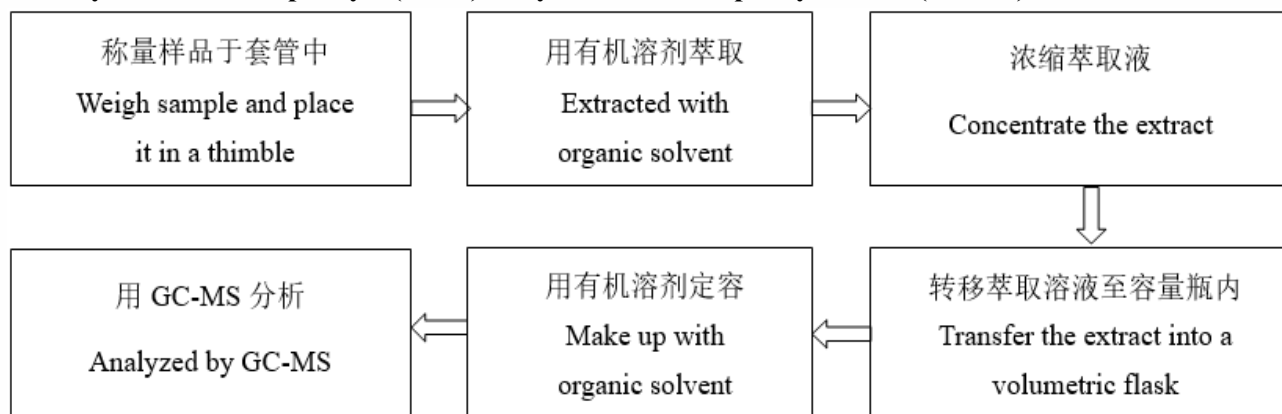 称量样品于套管中
Weigh sample and place
it in a thimble
用有机溶剂萃取
Extracted with
organic solvent
浓缩萃取液
Concentrate the extract
转移萃取溶液至容量瓶内
Transfer the extract into a
volumetric flask
用有机溶剂定容
Make up with
organic solvent
用 GC-MS 分析
Analyzed by GC-MS